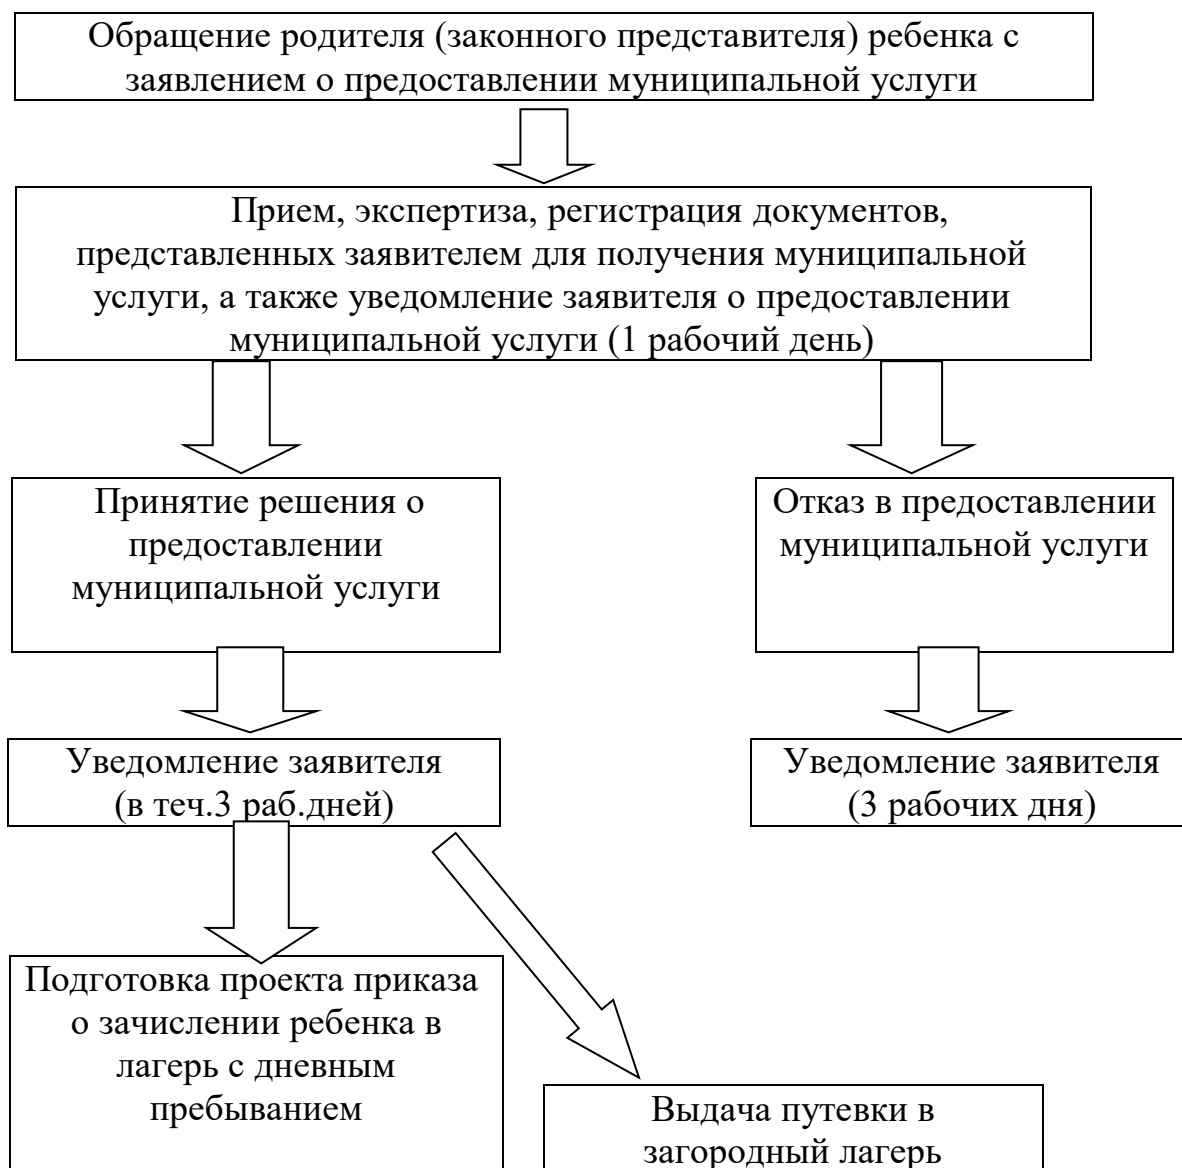 Обращение родителя (законного представителя) ребенка с
заявлением о предоставлении муниципальной услуги
Прием, экспертиза, регистрация документов,
представленных заявителем для получения муниципальной
услуги, а также уведомление заявителя о предоставлении
муниципальной услуги (1 рабочий день)
Принятие решения о
предоставлении
муниципальной услуги
Отказ в предоставлении
муниципальной услуги
Уведомление заявителя
(в теч.3 раб.дней)
Уведомление заявителя
(3 рабочих дня)
Подготовка проекта приказа
о зачислении ребенка в
лагерь с дневным
пребыванием
Выдача путевки в
загородный лагерь